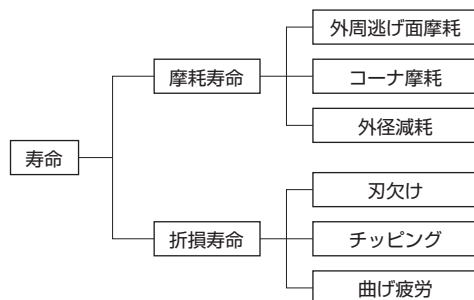 寿命
摩耗寿命
外周逃げ面摩耗
コーナ摩耗
外径減耗
折損寿命
刃欠け
チッピング
曲げ疲労